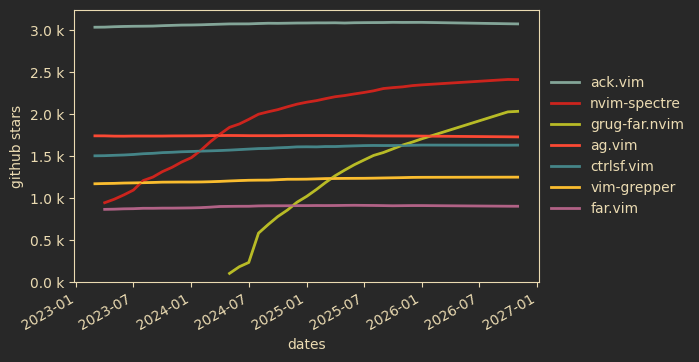 3.0 k
2.5 k
2.0 k
1.5 k
1.0 k
0.5 k
0.0 k
github stars
2023-01
2023-07
2024-01
2024-07
2025-01
2025-07
2026-01
2026-07
2027-01
dates
ack.vim
nvim-spectre
grug-far.nvim
ag.vim
ctrlsf.vim
vim-grepper
far.vim